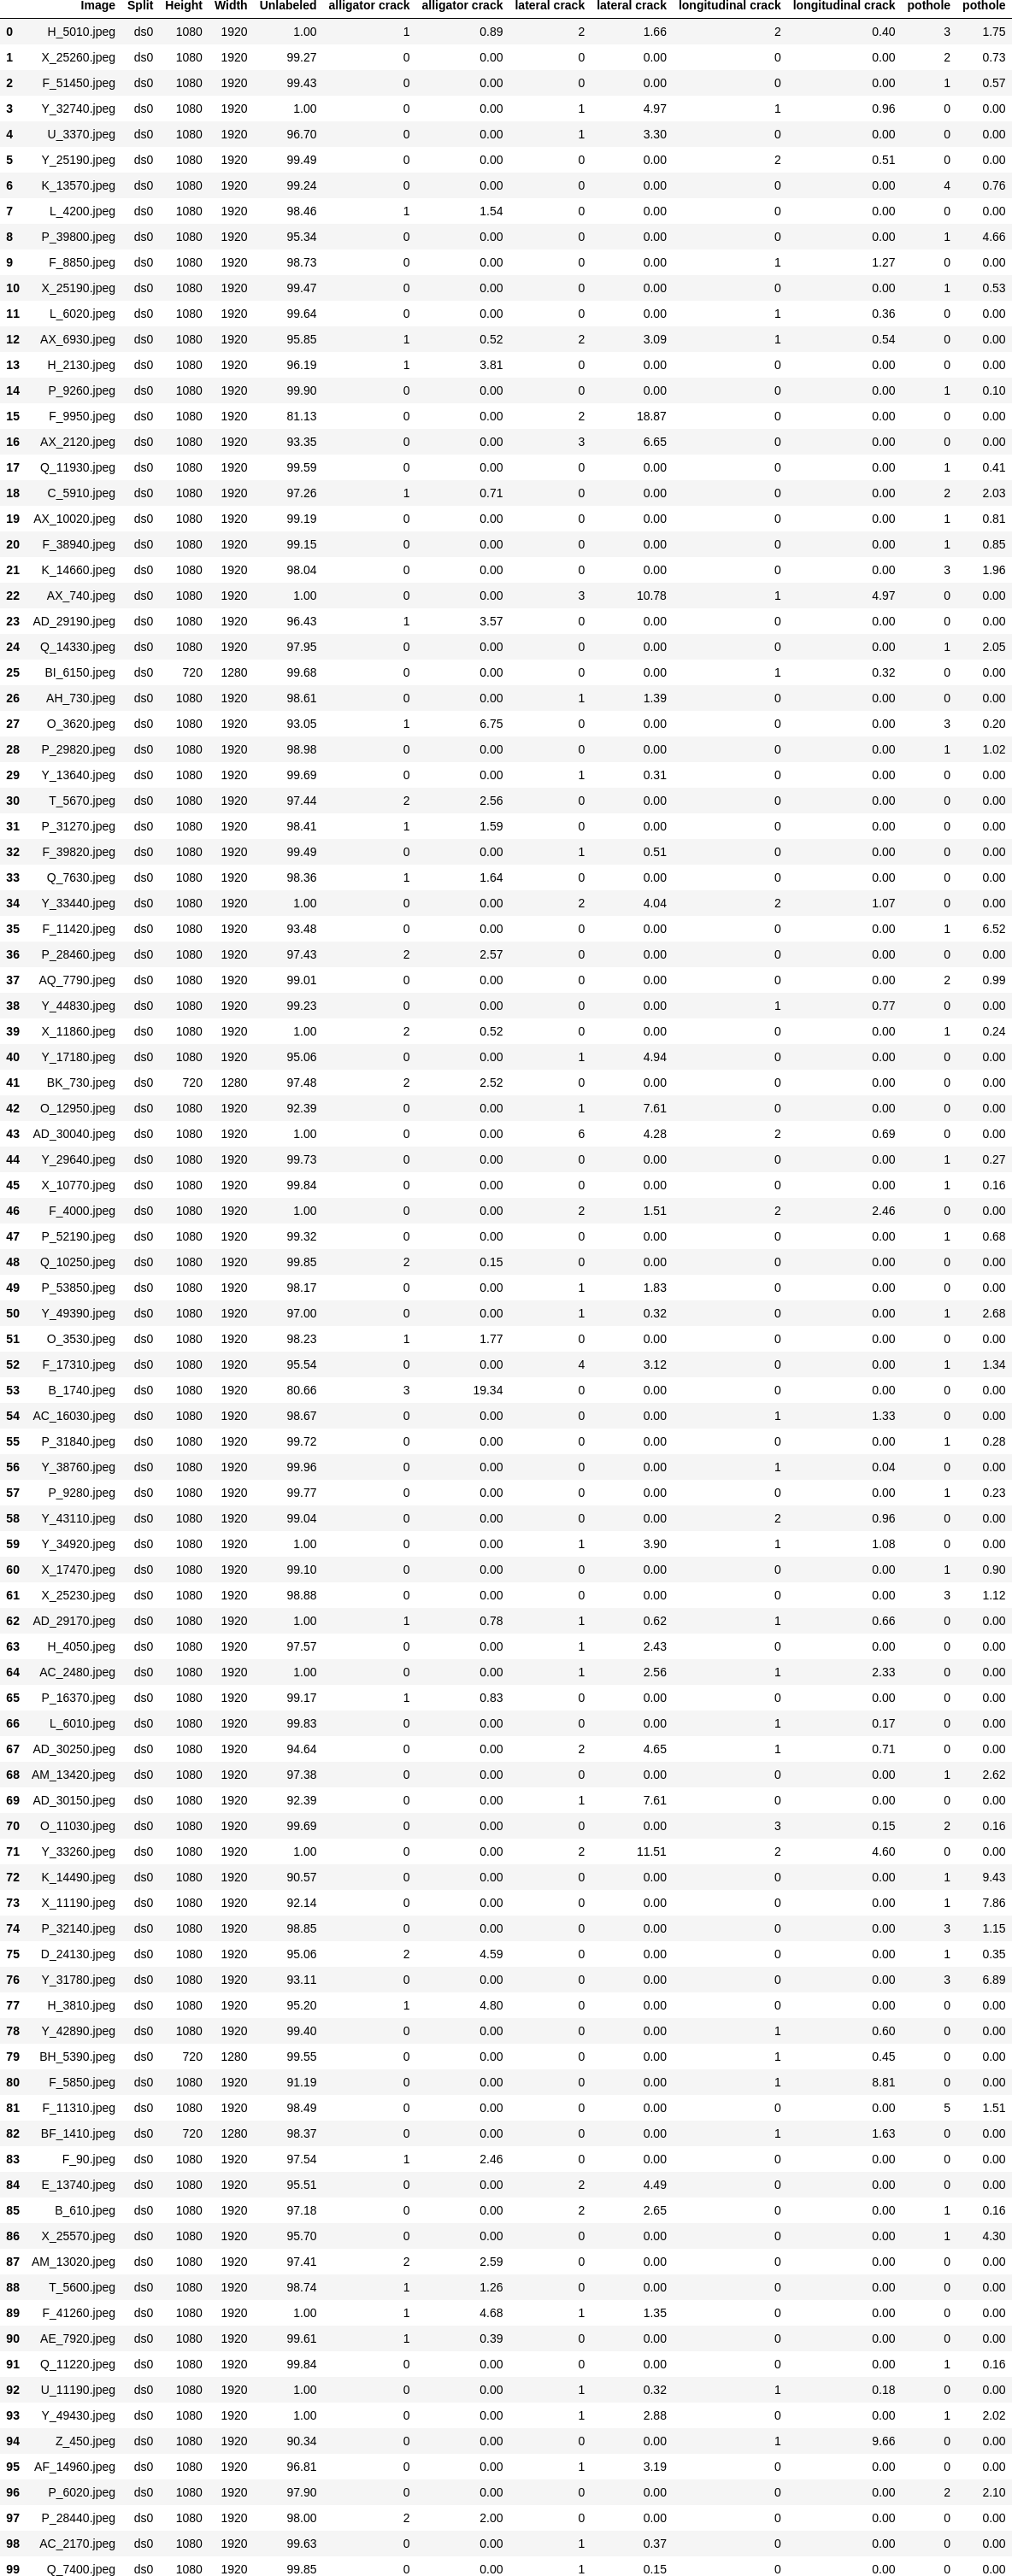 Image Split Height Width Unlabeled alligator crack alligator crack lateral crack lateral crack longitudinal crack longitudinal crack pothole pothole
0 H_5010.jpeg ds0 1080 1920 1.00 1 0.89 2 1.66 2 0.40 3 1.75
1 X_25260.jpeg ds0 1080 1920 99.27 0 0.00 0 0.00 0 0.00 2 0.73
2 F_51450.jpeg ds0 1080 1920 99.43 0 0.00 0 0.00 0 0.00 1 0.57
3 Y_32740.jpeg ds0 1080 1920 1.00 0 0.00 1 4.97 1 0.96 0 0.00
4 U_3370.jpeg ds0 1080 1920 96.70 0 0.00 1 3.30 0 0.00 0 0.00
5 Y_25190.jpeg ds0 1080 1920 99.49 0 0.00 0 0.00 2 0.51 0 0.00
6 K_13570.jpeg ds0 1080 1920 99.24 0 0.00 0 0.00 0 0.00 4 0.76
7 L_4200.jpeg ds0 1080 1920 98.46 1 1.54 0 0.00 0 0.00 0 0.00
8 P_39800.jpeg ds0 1080 1920 95.34 0 0.00 0 0.00 0 0.00 1 4.66
9 F_8850.jpeg ds0 1080 1920 98.73 0 0.00 0 0.00 1 1.27 0 0.00
10 X_25190.jpeg ds0 1080 1920 99.47 0 0.00 0 0.00 0 0.00 1 0.53
11 L_6020.jpeg ds0 1080 1920 99.64 0 0.00 0 0.00 1 0.36 0 0.00
12 AX_6930.jpeg ds0 1080 1920 95.85 1 0.52 2 3.09 1 0.54 0 0.00
13 H_2130.jpeg ds0 1080 1920 96.19 1 3.81 0 0.00 0 0.00 0 0.00
14 P_9260.jpeg ds0 1080 1920 99.90 0 0.00 0 0.00 0 0.00 1 0.10
15 F_9950.jpeg ds0 1080 1920 81.13 0 0.00 2 18.87 0 0.00 0 0.00
16 AX_2120.jpeg ds0 1080 1920 93.35 0 0.00 3 6.65 0 0.00 0 0.00
17 Q_11930.jpeg ds0 1080 1920 99.59 0 0.00 0 0.00 0 0.00 1 0.41
18 C_5910.jpeg ds0 1080 1920 97.26 1 0.71 0 0.00 0 0.00 2 2.03
19 AX_10020.jpeg ds0 1080 1920 99.19 0 0.00 0 0.00 0 0.00 1 0.81
20 F_38940.jpeg ds0 1080 1920 99.15 0 0.00 0 0.00 0 0.00 1 0.85
21 K_14660.jpeg ds0 1080 1920 98.04 0 0.00 0 0.00 0 0.00 3 1.96
22 AX_740.jpeg ds0 1080 1920 1.00 0 0.00 3 10.78 1 4.97 0 0.00
23 AD_29190.jpeg ds0 1080 1920 96.43 1 3.57 0 0.00 0 0.00 0 0.00
24 Q_14330.jpeg ds0 1080 1920 97.95 0 0.00 0 0.00 0 0.00 1 2.05
25 BI_6150.jpeg ds0 720 1280 99.68 0 0.00 0 0.00 1 0.32 0 0.00
26 AH_730.jpeg ds0 1080 1920 98.61 0 0.00 1 1.39 0 0.00 0 0.00
27 O_3620.jpeg ds0 1080 1920 93.05 1 6.75 0 0.00 0 0.00 3 0.20
28 P_29820.jpeg ds0 1080 1920 98.98 0 0.00 0 0.00 0 0.00 1 1.02
29 Y_13640.jpeg ds0 1080 1920 99.69 0 0.00 1 0.31 0 0.00 0 0.00
30 T_5670.jpeg ds0 1080 1920 97.44 2 2.56 0 0.00 0 0.00 0 0.00
31 P_31270.jpeg ds0 1080 1920 98.41 1 1.59 0 0.00 0 0.00 0 0.00
32 F_39820.jpeg ds0 1080 1920 99.49 0 0.00 1 0.51 0 0.00 0 0.00
33 Q_7630.jpeg ds0 1080 1920 98.36 1 1.64 0 0.00 0 0.00 0 0.00
34 Y_33440.jpeg ds0 1080 1920 1.00 0 0.00 2 4.04 2 1.07 0 0.00
35 F_11420.jpeg ds0 1080 1920 93.48 0 0.00 0 0.00 0 0.00 1 6.52
36 P_28460.jpeg ds0 1080 1920 97.43 2 2.57 0 0.00 0 0.00 0 0.00
37 AQ_7790.jpeg ds0 1080 1920 99.01 0 0.00 0 0.00 0 0.00 2 0.99
38 Y_44830.jpeg ds0 1080 1920 99.23 0 0.00 0 0.00 1 0.77 0 0.00
39 X_11860.jpeg ds0 1080 1920 1.00 2 0.52 0 0.00 0 0.00 1 0.24
40 Y_17180.jpeg ds0 1080 1920 95.06 0 0.00 1 4.94 0 0.00 0 0.00
41 BK_730.jpeg ds0 720 1280 97.48 2 2.52 0 0.00 0 0.00 0 0.00
42 O_12950.jpeg ds0 1080 1920 92.39 0 0.00 1 7.61 0 0.00 0 0.00
43 AD_30040.jpeg ds0 1080 1920 1.00 0 0.00 6 4.28 2 0.69 0 0.00
44 Y_29640.jpeg ds0 1080 1920 99.73 0 0.00 0 0.00 0 0.00 1 0.27
45 X_10770.jpeg ds0 1080 1920 99.84 0 0.00 0 0.00 0 0.00 1 0.16
46 F_4000.jpeg ds0 1080 1920 1.00 0 0.00 2 1.51 2 2.46 0 0.00
47 P_52190.jpeg ds0 1080 1920 99.32 0 0.00 0 0.00 0 0.00 1 0.68
48 Q_10250.jpeg ds0 1080 1920 99.85 2 0.15 0 0.00 0 0.00 0 0.00
49 P_53850.jpeg ds0 1080 1920 98.17 0 0.00 1 1.83 0 0.00 0 0.00
50 Y_49390.jpeg ds0 1080 1920 97.00 0 0.00 1 0.32 0 0.00 1 2.68
51 O_3530.jpeg ds0 1080 1920 98.23 1 1.77 0 0.00 0 0.00 0 0.00
52 F_17310.jpeg ds0 1080 1920 95.54 0 0.00 4 3.12 0 0.00 1 1.34
53 B_1740.jpeg ds0 1080 1920 80.66 3 19.34 0 0.00 0 0.00 0 0.00
54 AC_16030.jpeg ds0 1080 1920 98.67 0 0.00 0 0.00 1 1.33 0 0.00
55 P_31840.jpeg ds0 1080 1920 99.72 0 0.00 0 0.00 0 0.00 1 0.28
56 Y_38760.jpeg ds0 1080 1920 99.96 0 0.00 0 0.00 1 0.04 0 0.00
57 P_9280.jpeg ds0 1080 1920 99.77 0 0.00 0 0.00 0 0.00 1 0.23
58 Y_43110.jpeg ds0 1080 1920 99.04 0 0.00 0 0.00 2 0.96 0 0.00
59 Y_34920.jpeg ds0 1080 1920 1.00 0 0.00 1 3.90 1 1.08 0 0.00
60 X_17470.jpeg ds0 1080 1920 99.10 0 0.00 0 0.00 0 0.00 1 0.90
61 X_25230.jpeg ds0 1080 1920 98.88 0 0.00 0 0.00 0 0.00 3 1.12
62 AD_29170.jpeg ds0 1080 1920 1.00 1 0.78 1 0.62 1 0.66 0 0.00
63 H_4050.jpeg ds0 1080 1920 97.57 0 0.00 1 2.43 0 0.00 0 0.00
64 AC_2480.jpeg ds0 1080 1920 1.00 0 0.00 1 2.56 1 2.33 0 0.00
65 P_16370.jpeg ds0 1080 1920 99.17 1 0.83 0 0.00 0 0.00 0 0.00
66 L_6010.jpeg ds0 1080 1920 99.83 0 0.00 0 0.00 1 0.17 0 0.00
67 AD_30250.jpeg ds0 1080 1920 94.64 0 0.00 2 4.65 1 0.71 0 0.00
68 AM_13420.jpeg ds0 1080 1920 97.38 0 0.00 0 0.00 0 0.00 1 2.62
69 AD_30150.jpeg ds0 1080 1920 92.39 0 0.00 1 7.61 0 0.00 0 0.00
70 O_11030.jpeg ds0 1080 1920 99.69 0 0.00 0 0.00 3 0.15 2 0.16
71 Y_33260.jpeg ds0 1080 1920 1.00 0 0.00 2 11.51 2 4.60 0 0.00
72 K_14490.jpeg ds0 1080 1920 90.57 0 0.00 0 0.00 0 0.00 1 9.43
73 X_11190.jpeg ds0 1080 1920 92.14 0 0.00 0 0.00 0 0.00 1 7.86
74 P_32140.jpeg ds0 1080 1920 98.85 0 0.00 0 0.00 0 0.00 3 1.15
75 D_24130.jpeg ds0 1080 1920 95.06 2 4.59 0 0.00 0 0.00 1 0.35
76 Y_31780.jpeg ds0 1080 1920 93.11 0 0.00 0 0.00 0 0.00 3 6.89
77 H_3810.jpeg ds0 1080 1920 95.20 1 4.80 0 0.00 0 0.00 0 0.00
78 Y_42890.jpeg ds0 1080 1920 99.40 0 0.00 0 0.00 1 0.60 0 0.00
79 BH_5390.jpeg ds0 720 1280 99.55 0 0.00 0 0.00 1 0.45 0 0.00
80 F_5850.jpeg ds0 1080 1920 91.19 0 0.00 0 0.00 1 8.81 0 0.00
81 F_11310.jpeg ds0 1080 1920 98.49 0 0.00 0 0.00 0 0.00 5 1.51
82 BF_1410.jpeg ds0 720 1280 98.37 0 0.00 0 0.00 1 1.63 0 0.00
83 F_90.jpeg ds0 1080 1920 97.54 1 2.46 0 0.00 0 0.00 0 0.00
84 E_13740.jpeg ds0 1080 1920 95.51 0 0.00 2 4.49 0 0.00 0 0.00
85 B_610.jpeg ds0 1080 1920 97.18 0 0.00 2 2.65 0 0.00 1 0.16
86 X_25570.jpeg ds0 1080 1920 95.70 0 0.00 0 0.00 0 0.00 1 4.30
87 AM_13020.jpeg ds0 1080 1920 97.41 2 2.59 0 0.00 0 0.00 0 0.00
88 T_5600.jpeg ds0 1080 1920 98.74 1 1.26 0 0.00 0 0.00 0 0.00
89 F_41260.jpeg ds0 1080 1920 1.00 1 4.68 1 1.35 0 0.00 0 0.00
90 AE_7920.jpeg ds0 1080 1920 99.61 1 0.39 0 0.00 0 0.00 0 0.00
91 Q_11220.jpeg ds0 1080 1920 99.84 0 0.00 0 0.00 0 0.00 1 0.16
92 U_11190.jpeg ds0 1080 1920 1.00 0 0.00 1 0.32 1 0.18 0 0.00
93 Y_49430.jpeg ds0 1080 1920 1.00 0 0.00 1 2.88 0 0.00 1 2.02
94 Z_450.jpeg ds0 1080 1920 90.34 0 0.00 0 0.00 1 9.66 0 0.00
95 AF_14960.jpeg ds0 1080 1920 96.81 0 0.00 1 3.19 0 0.00 0 0.00
96 P_6020.jpeg ds0 1080 1920 97.90 0 0.00 0 0.00 0 0.00 2 2.10
97 P_28440.jpeg ds0 1080 1920 98.00 2 2.00 0 0.00 0 0.00 0 0.00
98 AC_2170.jpeg ds0 1080 1920 99.63 0 0.00 1 0.37 0 0.00 0 0.00
99 Q_7400.jpeg ds0 1080 1920 99.85 0 0.00 1 0.15 0 0.00 0 0.00